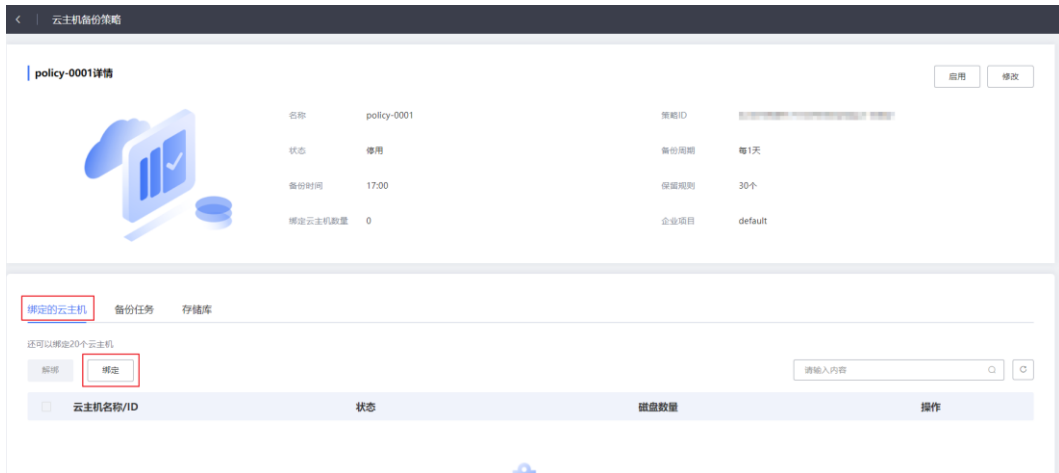 云主机备份策略
policy-0001详情
启用 修改
名称 policy-0001 策略ID
状态 停用 备份周期 每1天
备份时间 17:00 保留规则 30个
绑定云主机数量 0 企业项目 default
绑定的云主机 备份任务 存储库
还可以绑定20个云主机
解绑 绑定 请输入内容
云主机名称/ID 状态 磁盘数量 操作